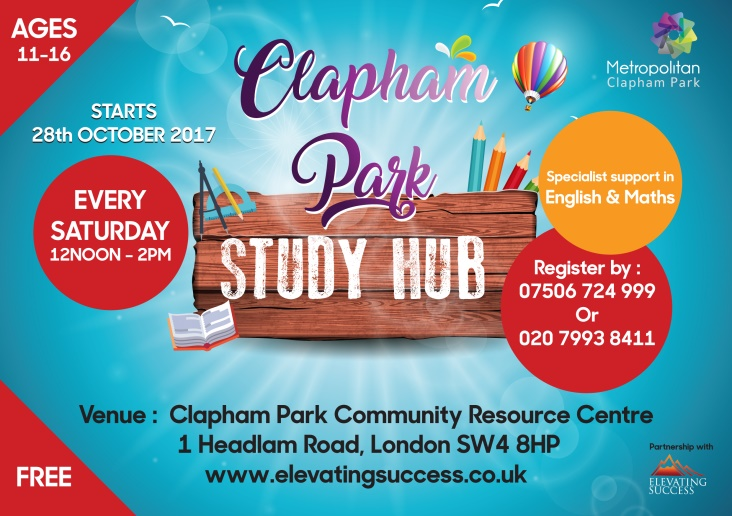 AGES
11-16
Clapham
Park
STUDY HUB
Metropolitan
Clapham Park
STARTS
28th OCTOBER 2017
EVERY
SATURDAY
12NOON – 2PM
Specialist support in
English & Maths
Register by :
07506 724 999
Or
020 7993 8411
Venue : Clapham Park Community Resource Centre
1 Headlam Road, London SW4 8HP
www.elevatingsuccess.co.uk
FREE
Partnership with
ELEVATING
SUCCESS